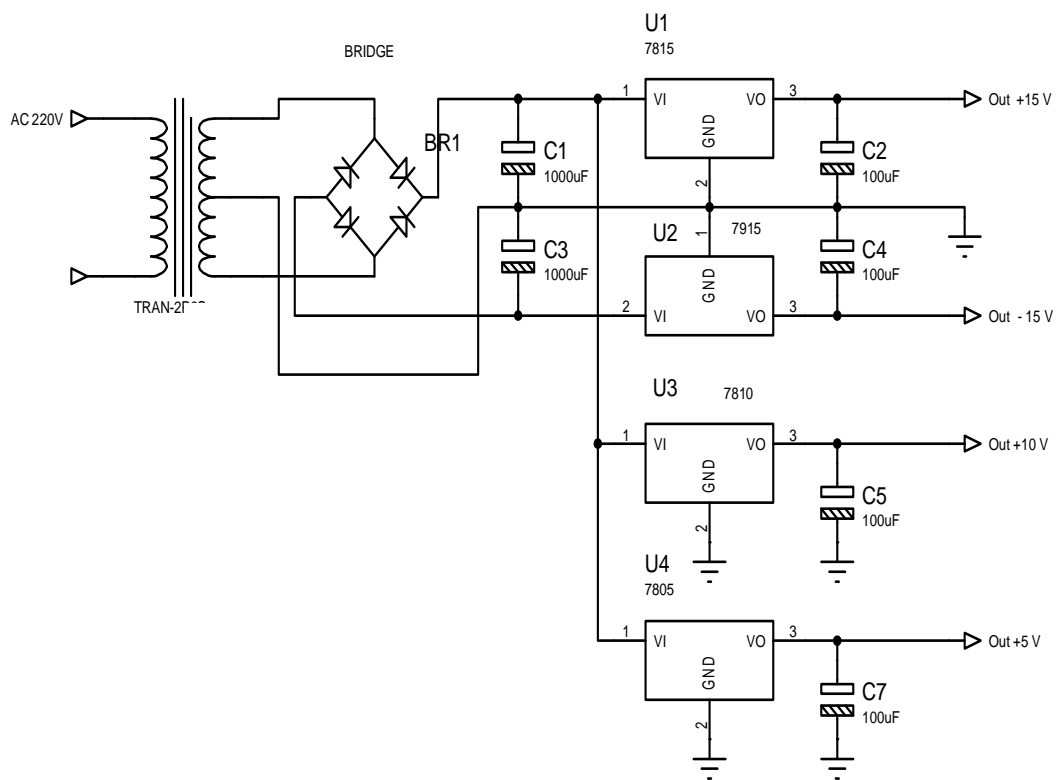 U1
7815
BRIDGE
1
VI
VO
3
GND
2
Out +15 V
AC 220V
BR1
C1
1000uF
C2
100uF
U2
7915
1
C3
1000uF
GND
C4
100uF
2
VI
VO
3
Out - 15 V
U3
7810
1
VI
VO
3
GND
2
Out +10 V
C5
100uF
U4
7805
1
VI
VO
3
GND
2
Out +5 V
C7
100uF